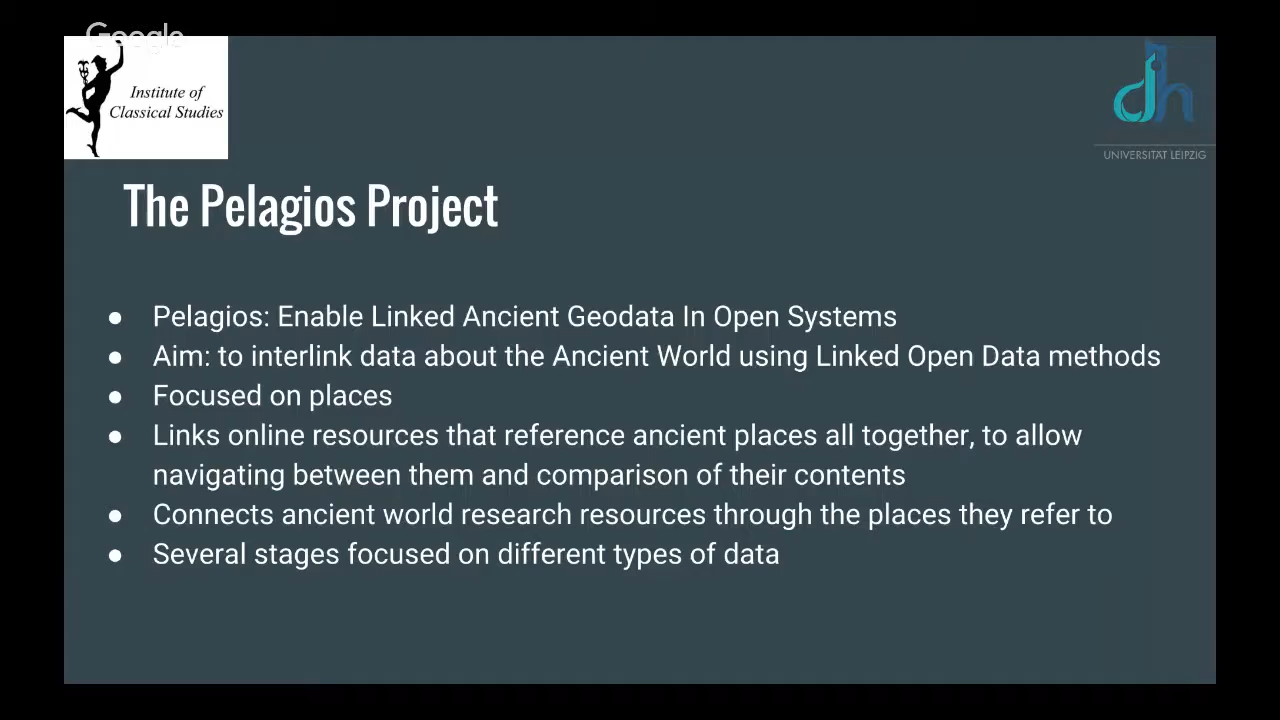 Google
Institute of
Classical Studies
dh
UNIVERSITÄT LEIPZIG
The Pelagios Project
● Pelagios: Enable Linked Ancient Geodata In Open Systems
● Aim: to interlink data about the Ancient World using Linked Open Data methods
● Focused on places
● Links online resources that reference ancient places all together, to allow
navigating between them and comparison of their contents
● Connects ancient world research resources through the places they refer to
● Several stages focused on different types of data